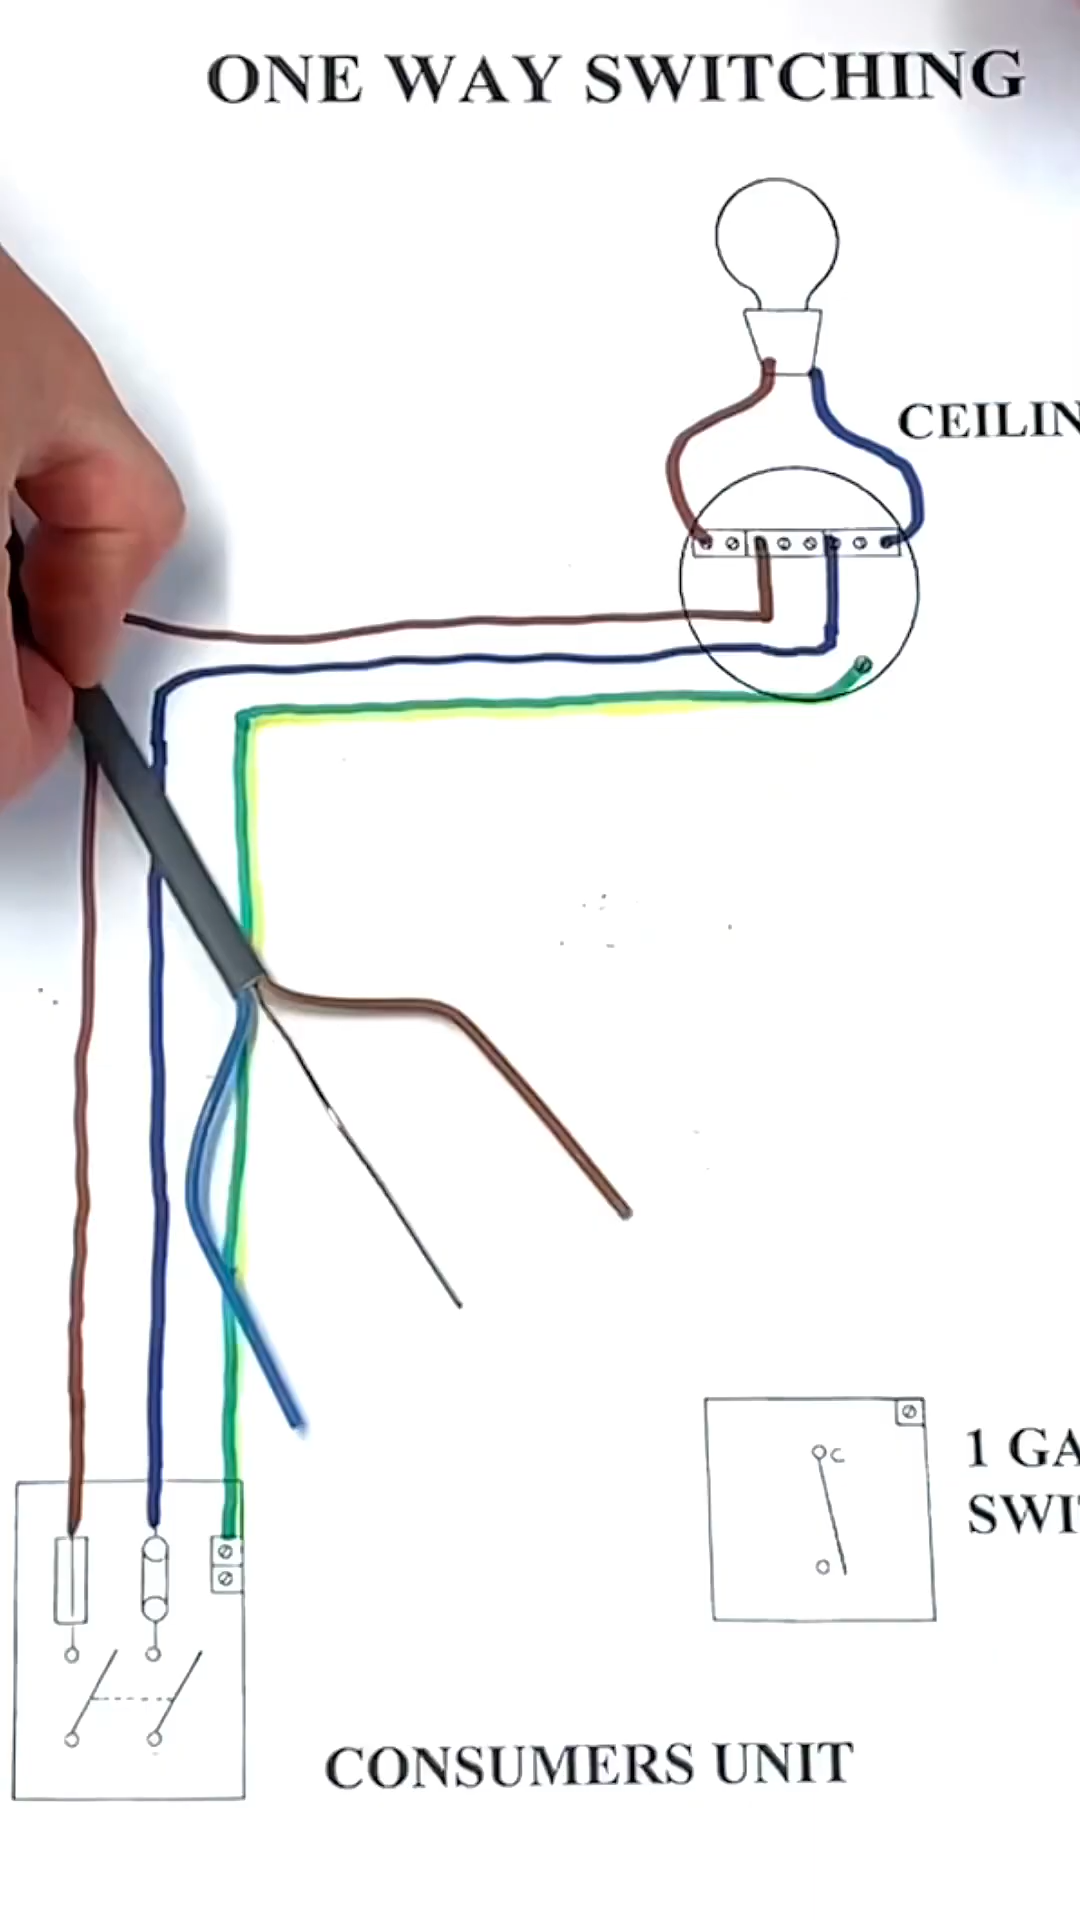 ONE WAY SWITCHING
CEILIN
C
1 GA
SWI
CONSUMERS UNIT